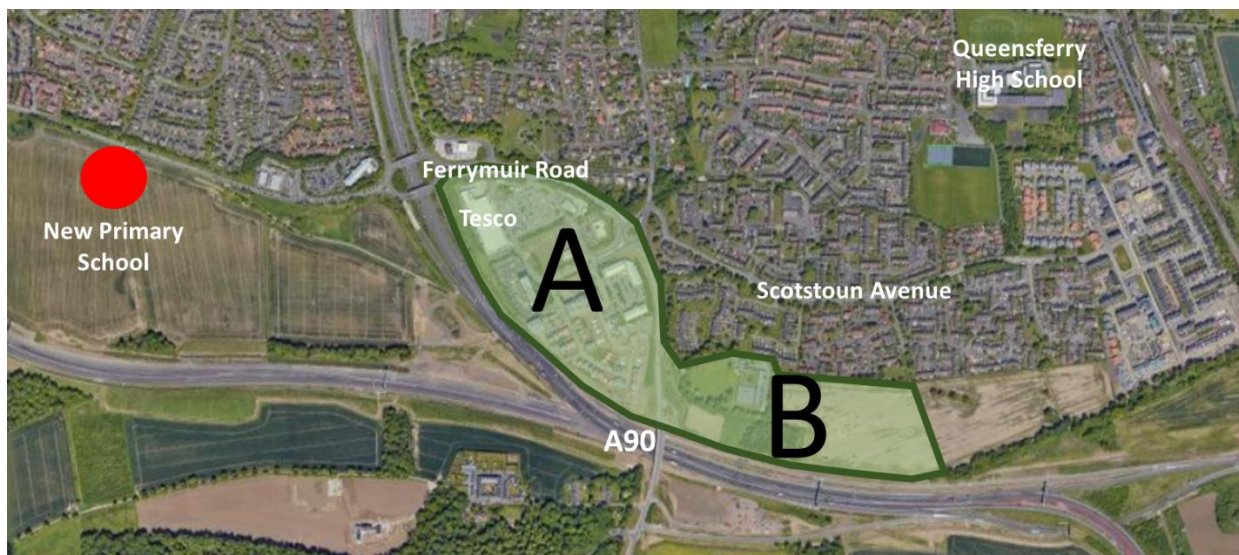 Queensferry
High School
Ferrymuir Road
Tesco
New Primary
School
A
Scotstoun Avenue
B
A90